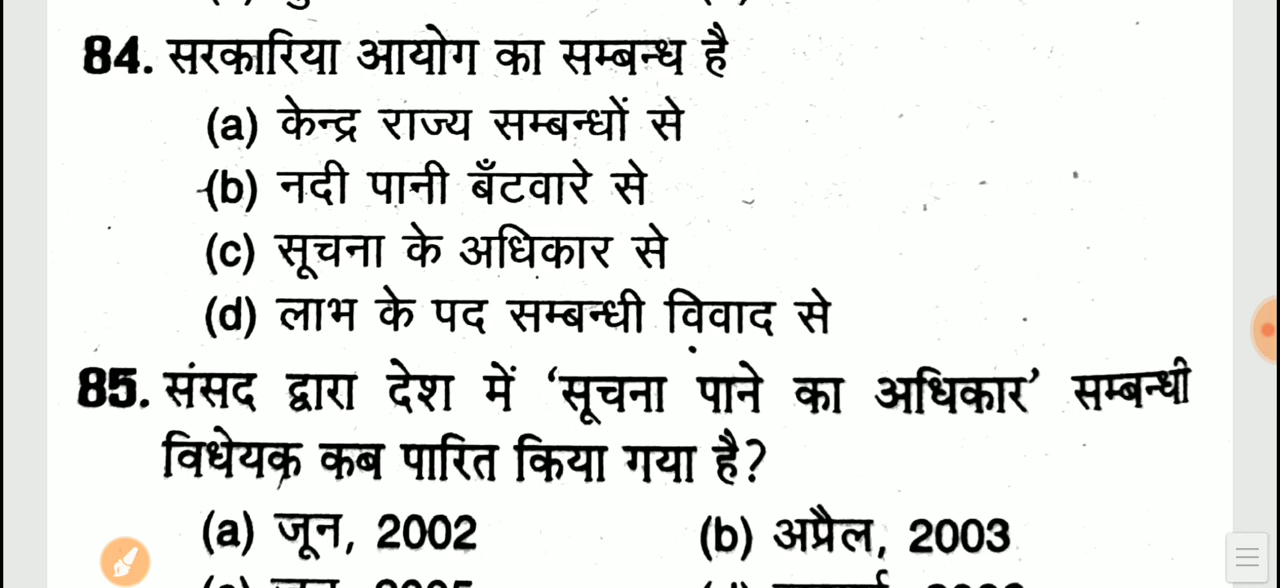 84. सरकारिया आयोग का सम्बन्ध है
(a) केन्द्र राज्य सम्बन्धों से
(b) नदी पानी बँटवारे से
(c) सूचना के अधिकार से
(d) लाभ के पद सम्बन्धी विवाद से
85. संसद द्वारा देश में ‘सूचना पाने का अधिकार’ सम्बन्धी
विधेयक कब पारित किया गया है?
(a) जून, 2002 (b) अप्रैल, 2003